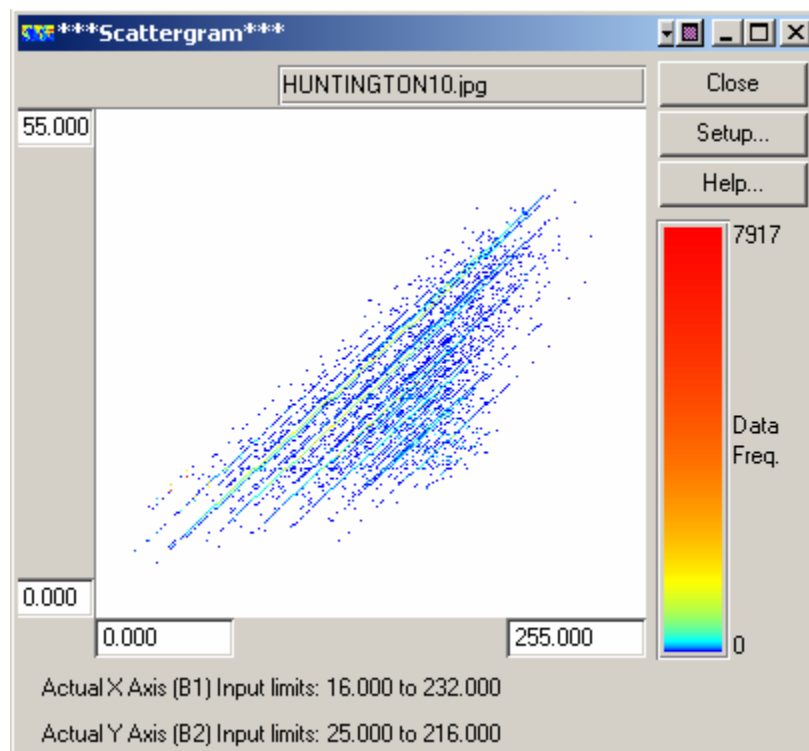 ***Scattergram***
HUNTINGTON10.jpg
Close
55.000
Setup...
Help...
7917
Data
Freq.
0.000
0
0.000
255.000
Actual X Axis (B1) Input limits: 16.000 to 232.000
Actual Y Axis (B2) Input limits: 25.000 to 216.000